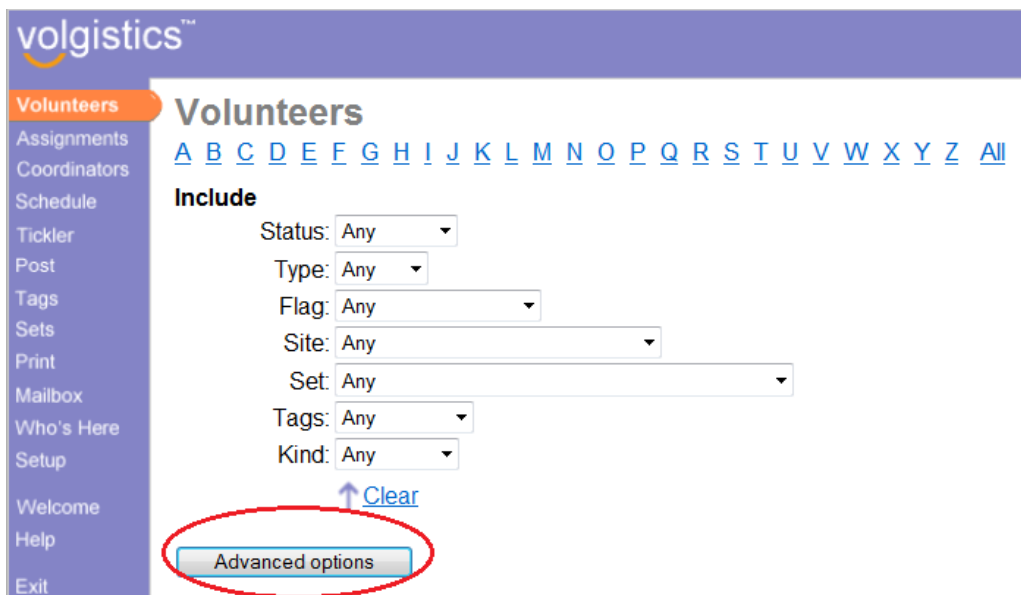 volgistics™
Volunteers
Assignments
Coordinators
Schedule
Tickler
Post
Tags
Sets
Print
Mailbox
Who's Here
Setup
Welcome
Help
Exit
Volunteers
A B C D E F G H I J K L M N O P Q R S T U V W X Y Z All
Include
Status: Any
Type: Any
Flag: Any
Site: Any
Set: Any
Tags: Any
Kind: Any
Clear
Advanced options